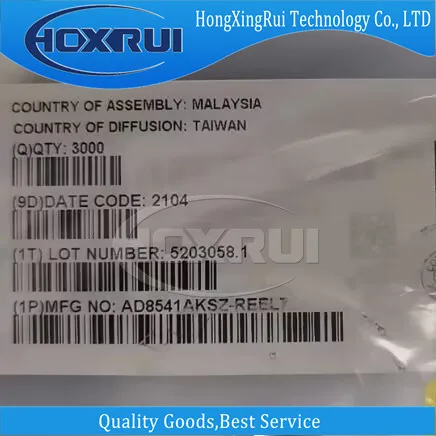 HOXRUI
HongXingRui Technology Co., Ltd
COUNTRY OF ASSEMBLY: MALAYSIA
COUNTRY OF DIFFUSION: TAIWAN
(Q)QTY: 3000
(9D)DATE CODE: 2104
HOXRUI
(1T) LOT NUMBER: 5203058.1
(1P)MFG NO: AD8541AKSZ-REEL7
Quality Goods,Best Service